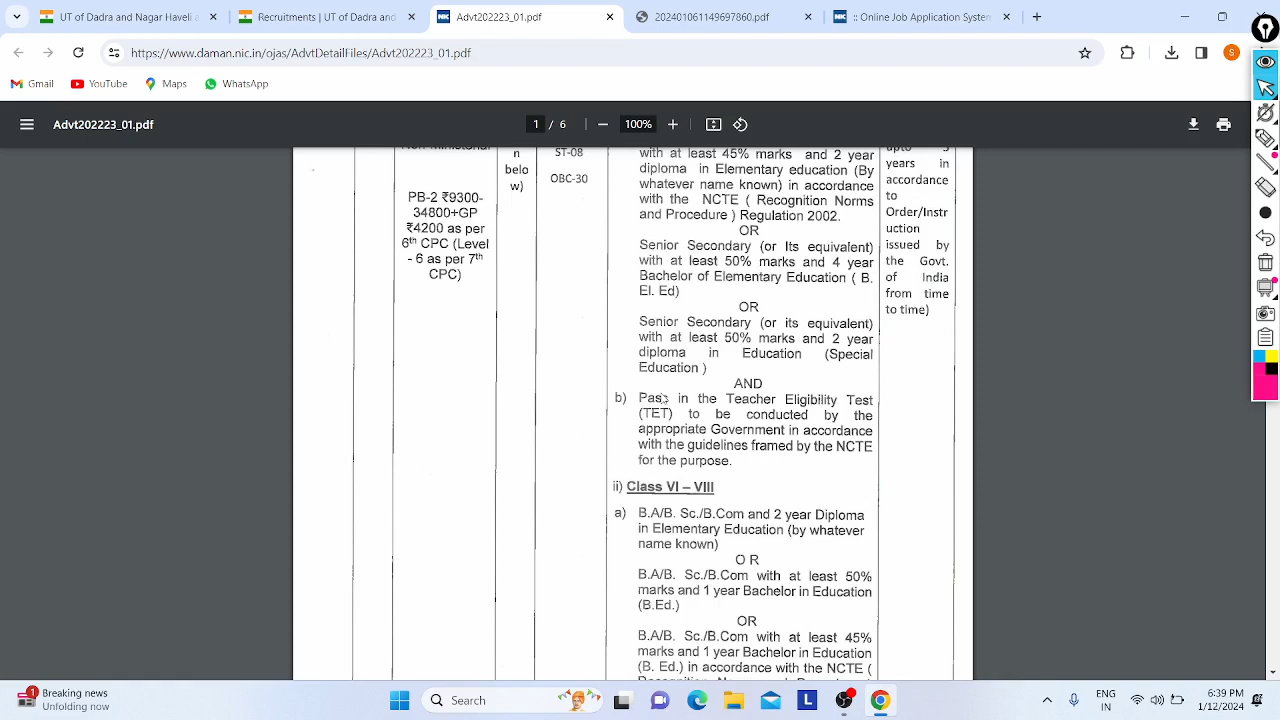 UT of Dadra and Nagar Haveli a
Recruitments | UT of Dadra and
NK
Advt202223_01.pdf
20240106114969780.pdf
NK
:: Online Job Application System
https://www.daman.nic.in/ojas/AdvtDetailFiles/Advt202223_01.pdf
S
Gmail
YouTube
Maps
WhatsApp
Advt202223_01.pdf
1 / 6
100%
n
belo
w)
ST-08
OBC-30
PB-2 ₹9300-
34800+GP
₹4200 as per
6th CPC (Level
- 6 as per 7th
CPC)
with at least 45% marks and 2 year
diploma in Elementary education (By
whatever name known) in accordance
with the NCTE ( Recognition Norms
and Procedure ) Regulation 2002.
OR
Senior Secondary (or Its equivalent)
with at least 50% marks and 4 year
Bachelor of Elementary Education ( B.
El. Ed)
OR
Senior Secondary (or its equivalent)
with at least 50% marks and 2 year
diploma in Education (Special
Education )
AND
b) Pass in the Teacher Eligibility Test
(TET) to be conducted by the
appropriate Government in accordance
with the guidelines framed by the NCTE
for the purpose.
ii) Class VI – VIII
a) B.A/B. Sc./B.Com and 2 year Diploma
in Elementary Education (by whatever
name known)
O R
B.A/B. Sc./B.Com with at least 50%
marks and 1 year Bachelor in Education
(B.Ed.)
OR
B.A/B. Sc./B.Com with at least 45%
marks and 1 year Bachelor in Education
(B. Ed.) in accordance with the NCTE (
years in
accordance
to
Order/Instr
uction
issued by
the Govt.
of India
from time
to time)
1
Breaking news
Unfolding now
Search
L
ENG
IN
6:39 PM
1/12/2024